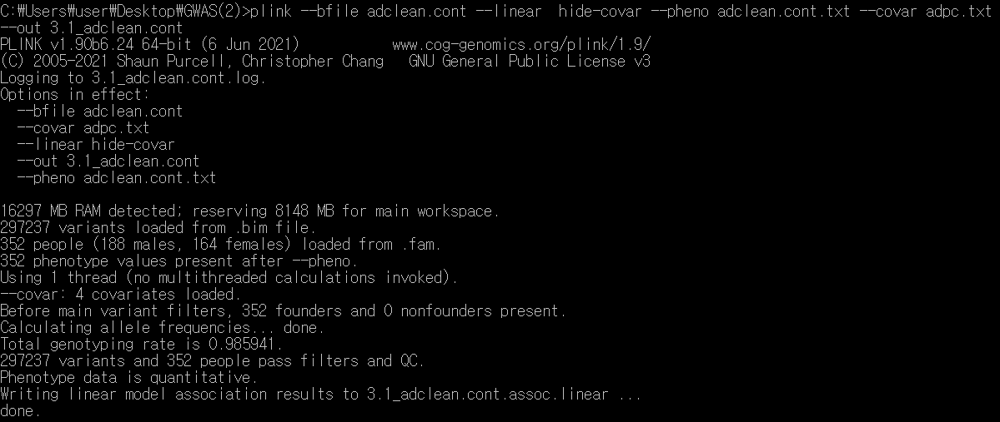 C:₩Users₩user₩Desktop₩GWAS(2)>plink --bfile adclean.cont --linear  hide-covar --pheno adclean.cont.txt --covar adpc.txt
--out 3.1_adclean.cont
PLINK v1.90b6.24 64-bit (6 Jun 2021)           www.cog-genomics.org/plink/1.9/
(C) 2005-2021 Shaun Purcell, Christopher Chang   GNU General Public License v3
Logging to 3.1_adclean.cont.log.
Options in effect:
  --bfile adclean.cont
  --covar adpc.txt
  --linear hide-covar
  --out 3.1_adclean.cont
  --pheno adclean.cont.txt

16297 MB RAM detected; reserving 8148 MB for main workspace.
297237 variants loaded from .bim file.
352 people (188 males, 164 females) loaded from .fam.
352 phenotype values present after --pheno.
Using 1 thread (no multithreaded calculations invoked).
--covar: 4 covariates loaded.
Before main variant filters, 352 founders and 0 nonfounders present.
Calculating allele frequencies... done.
Total genotyping rate is 0.985941.
297237 variants and 352 people pass filters and QC.
Phenotype data is quantitative.
Writing linear model association results to 3.1_adclean.cont.assoc.linear ...
done.